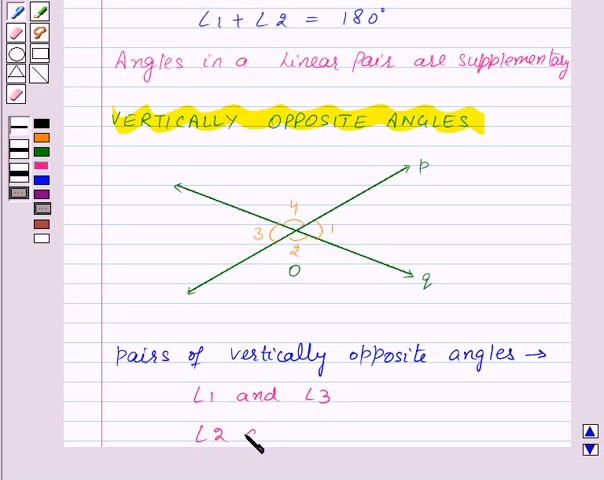 ∠1 + ∠2 = 180°
Angles in a Linear pair are supplementary
VERTICALLY OPPOSITE ANGLES
p
4
3 1
2
O
q
pairs of vertically opposite angles →
∠1 and ∠3
∠2